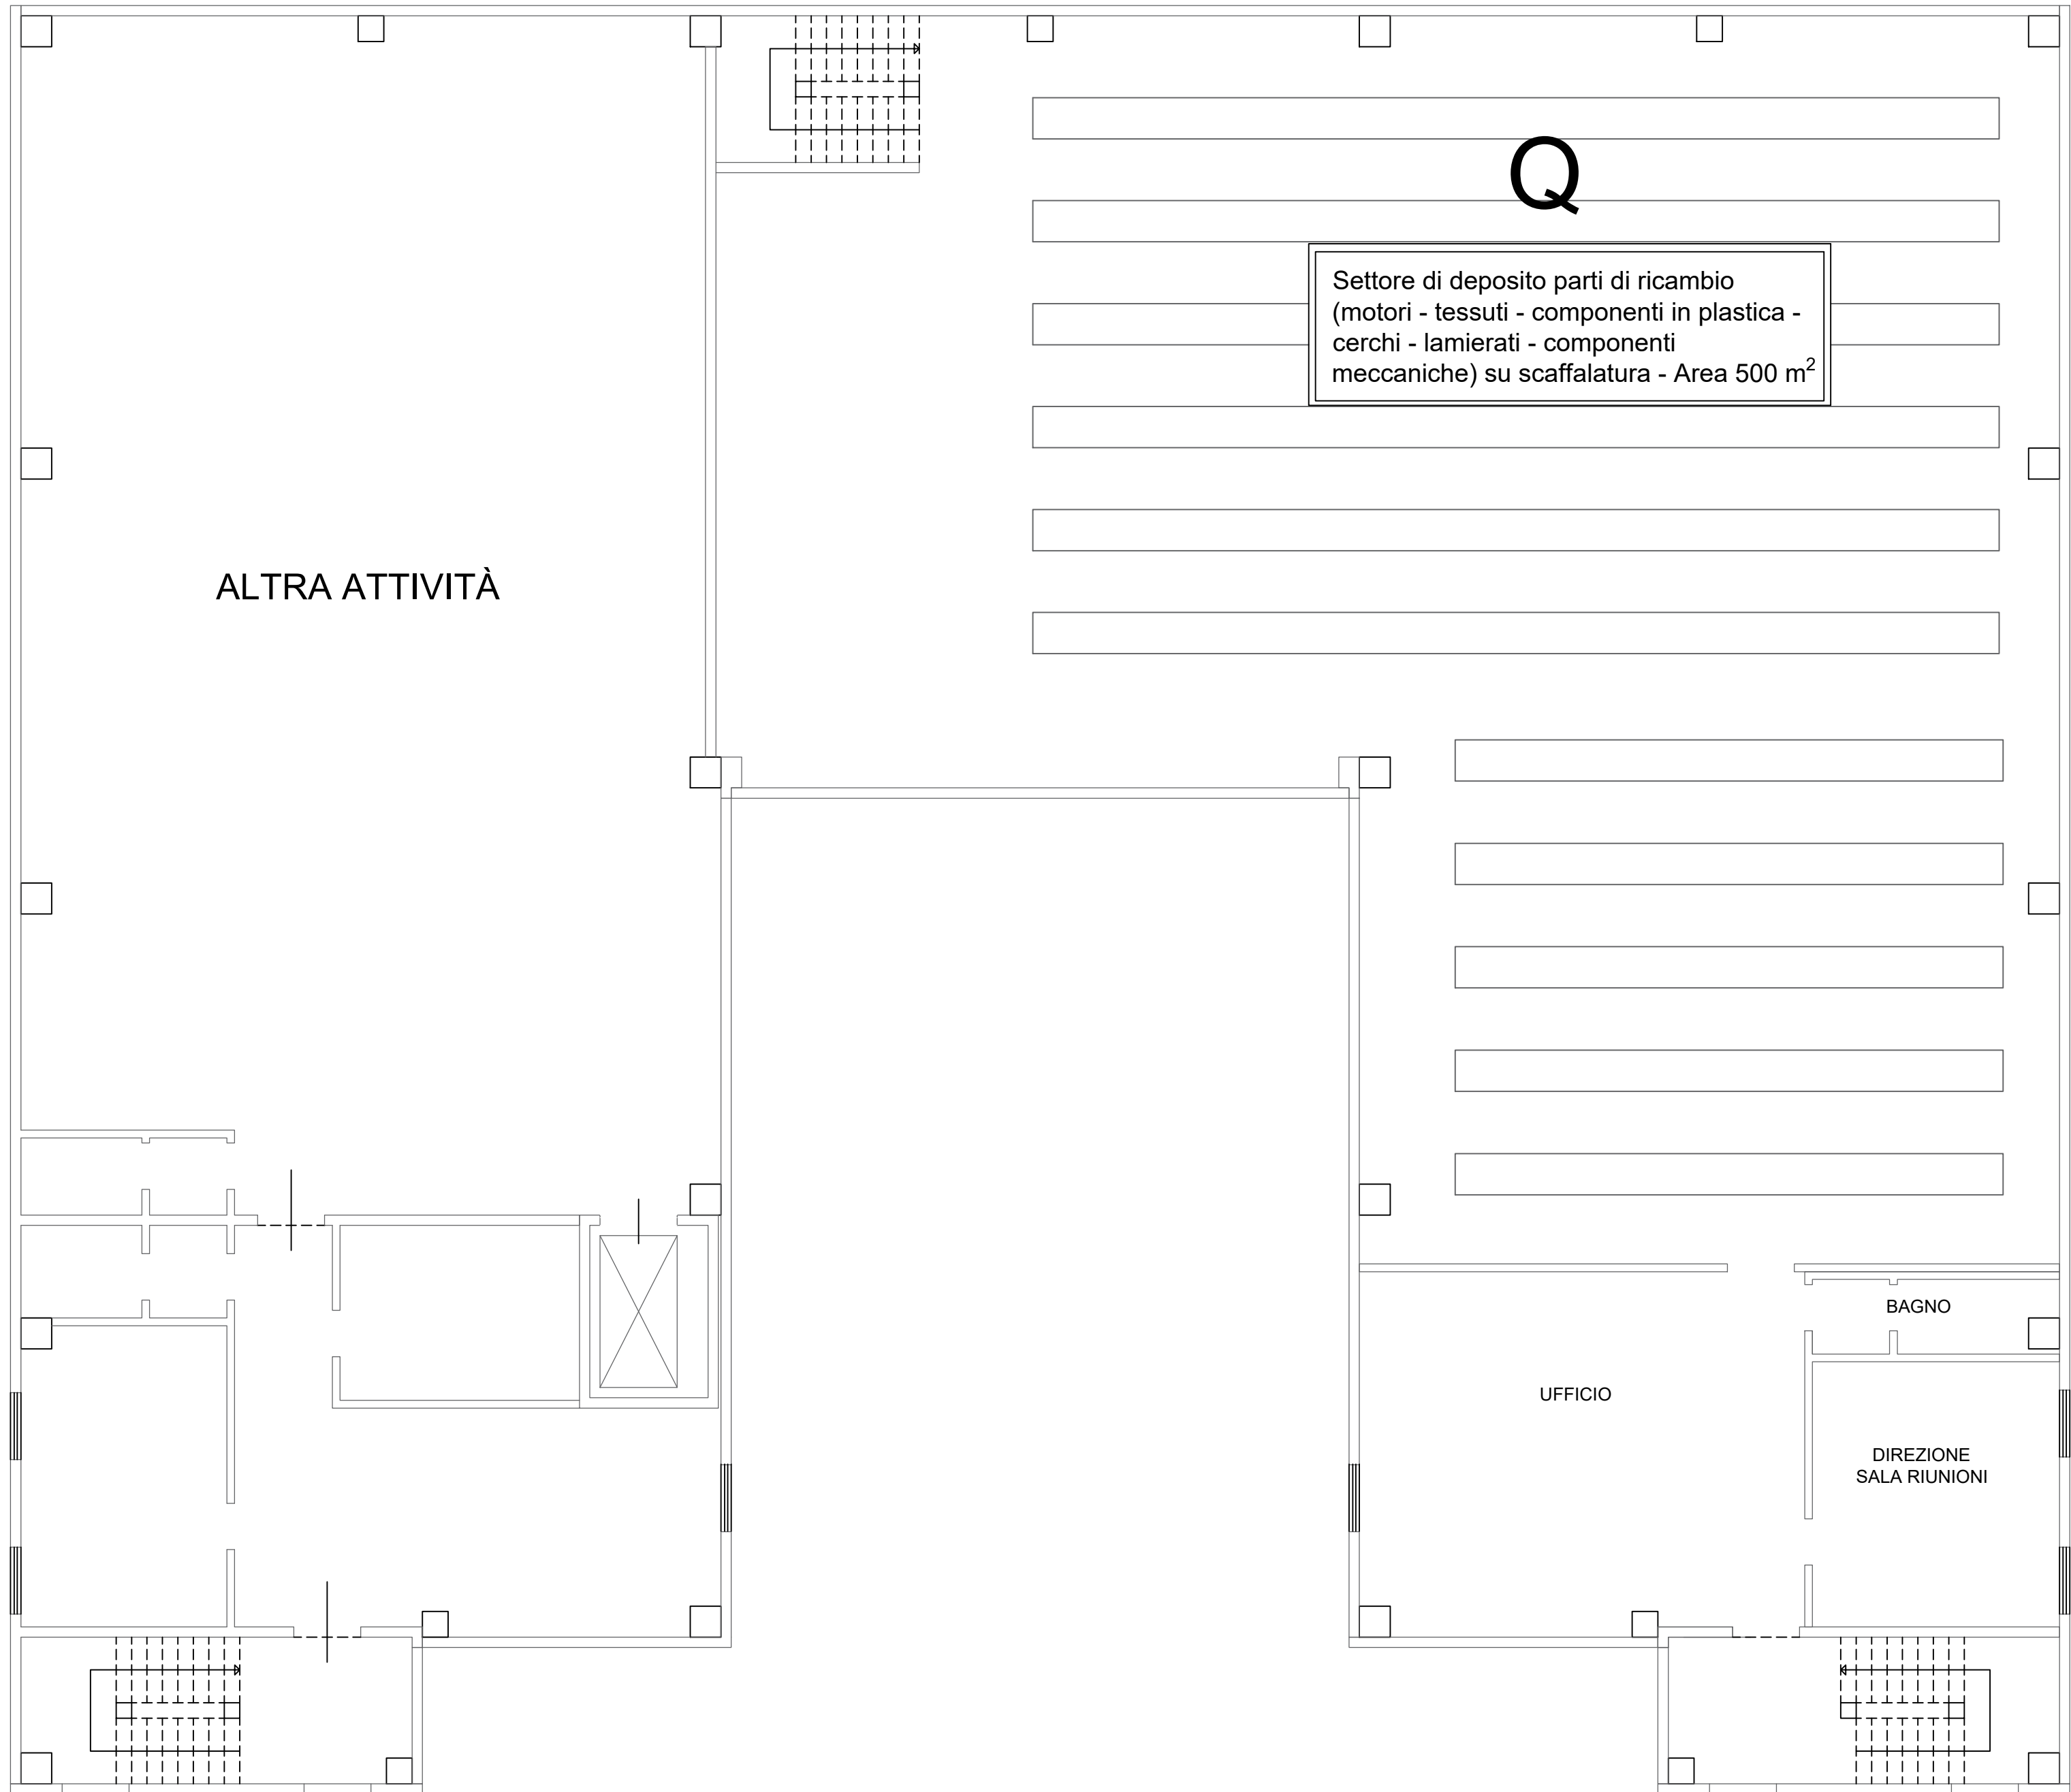 Q
Settore di deposito parti di ricambio
(motori - tessuti - componenti in plastica -
cerchi - lamierati - componenti
meccaniche) su scaffalatura - Area 500 m²
ALTRA ATTIVITÀ
BAGNO
UFFICIO
DIREZIONE
SALA RIUNIONI